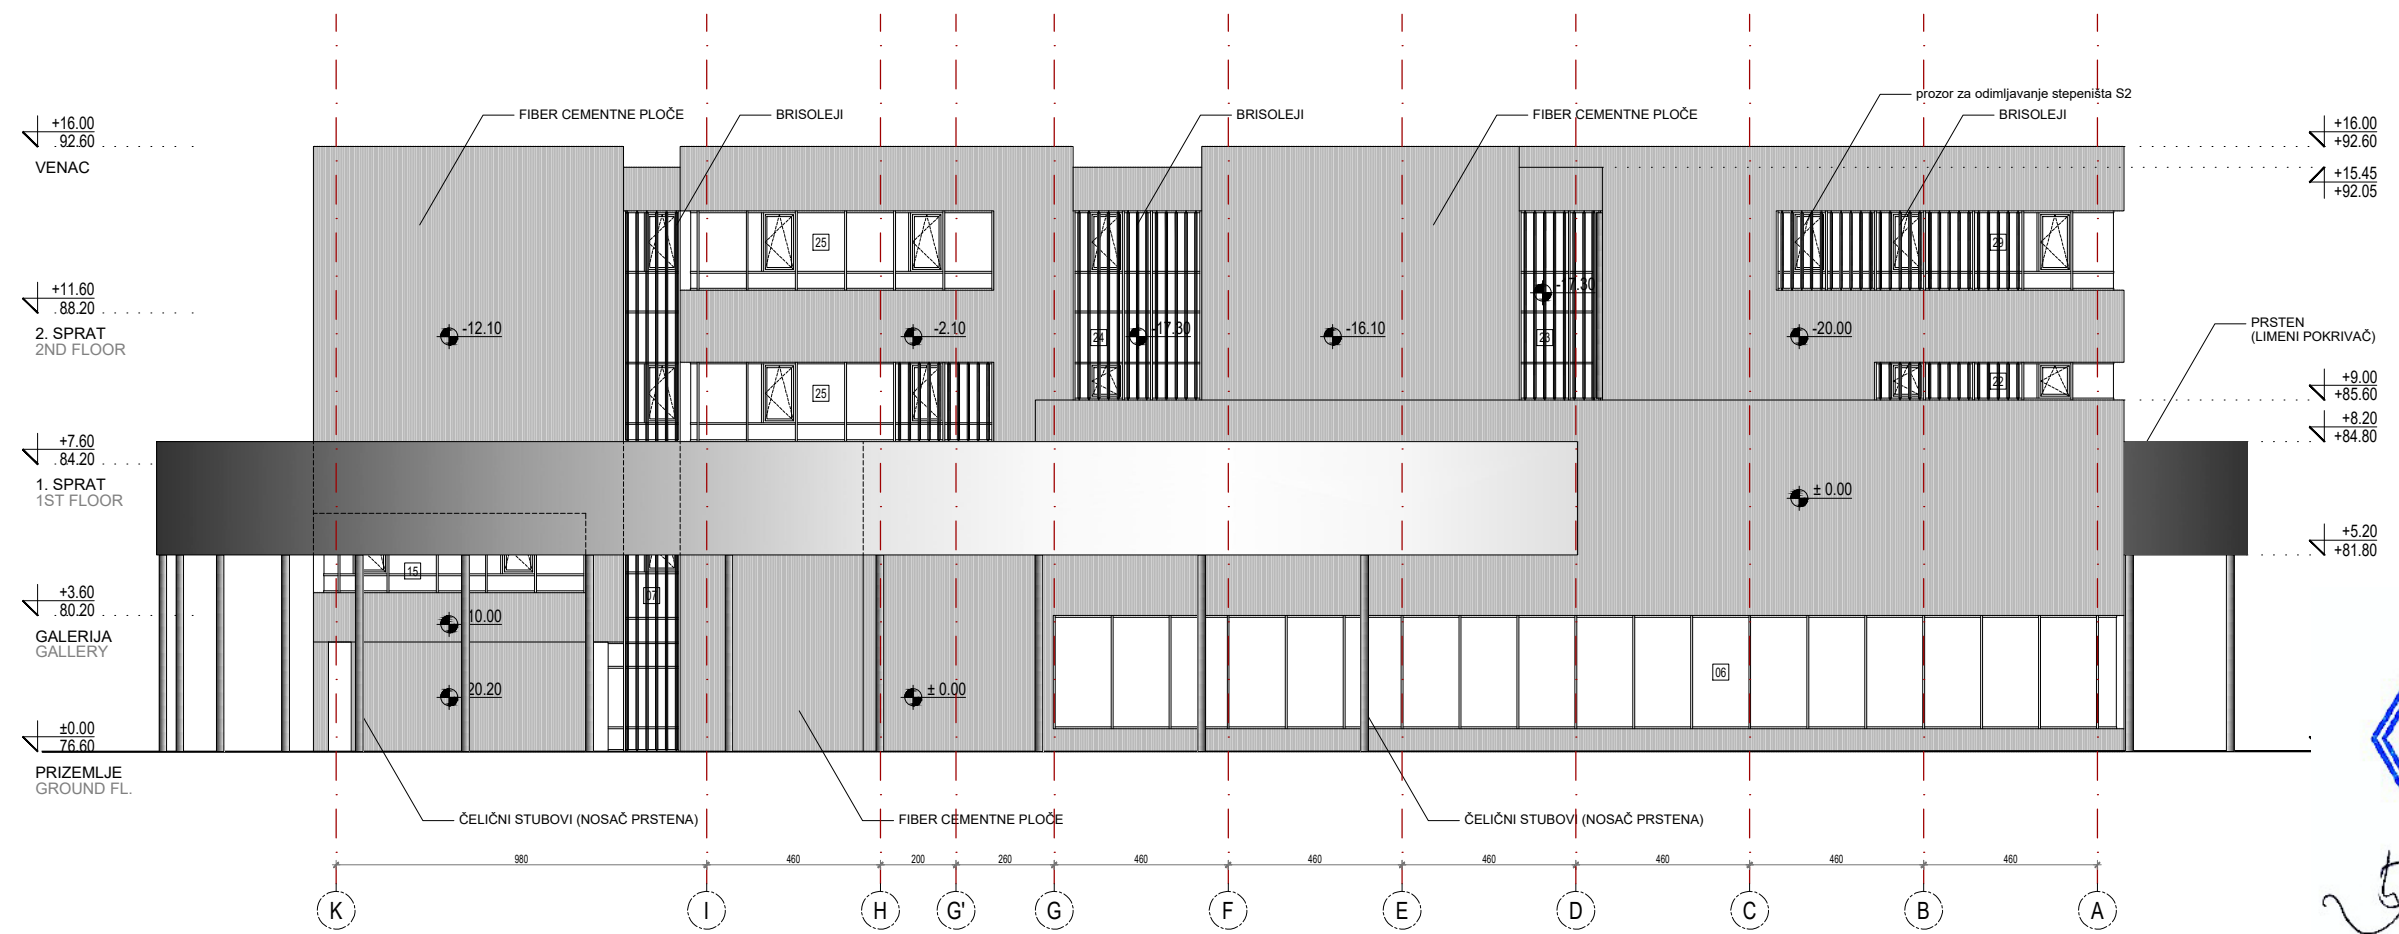 prozor za odimljavanje stepeništa S2
FIBER CEMENTNE PLOČE
BRISOLEJI
BRISOLEJI
FIBER CEMENTNE PLOČE
BRISOLEJI
+16.00
92.60
VENAC
+16.00
+92.60
+15.45
+92.05
25
29
+11.60
88.20
2. SPRAT
2ND FLOOR
-12.10
-2.10
24
-17.30
-16.10
-17.30
23
-20.00
PRSTEN
(LIMENI POKRIVAČ)
25
22
+9.00
+85.60
+8.20
+84.80
+7.60
84.20
1. SPRAT
1ST FLOOR
± 0.00
+5.20
+81.80
15
07
+3.60
80.20
GALERIJA
GALLERY
10.00
06
20.20
± 0.00
±0.00
76.60
PRIZEMLJE
GROUND FL.
ČELIČNI STUBOVI (NOSAČ PRSTENA)
FIBER CEMENTNE PLOČE
ČELIČNI STUBOVI (NOSAČ PRSTENA)
980
460
200
260
460
460
460
460
460
460
K
I
H
G'
G
F
E
D
C
B
A